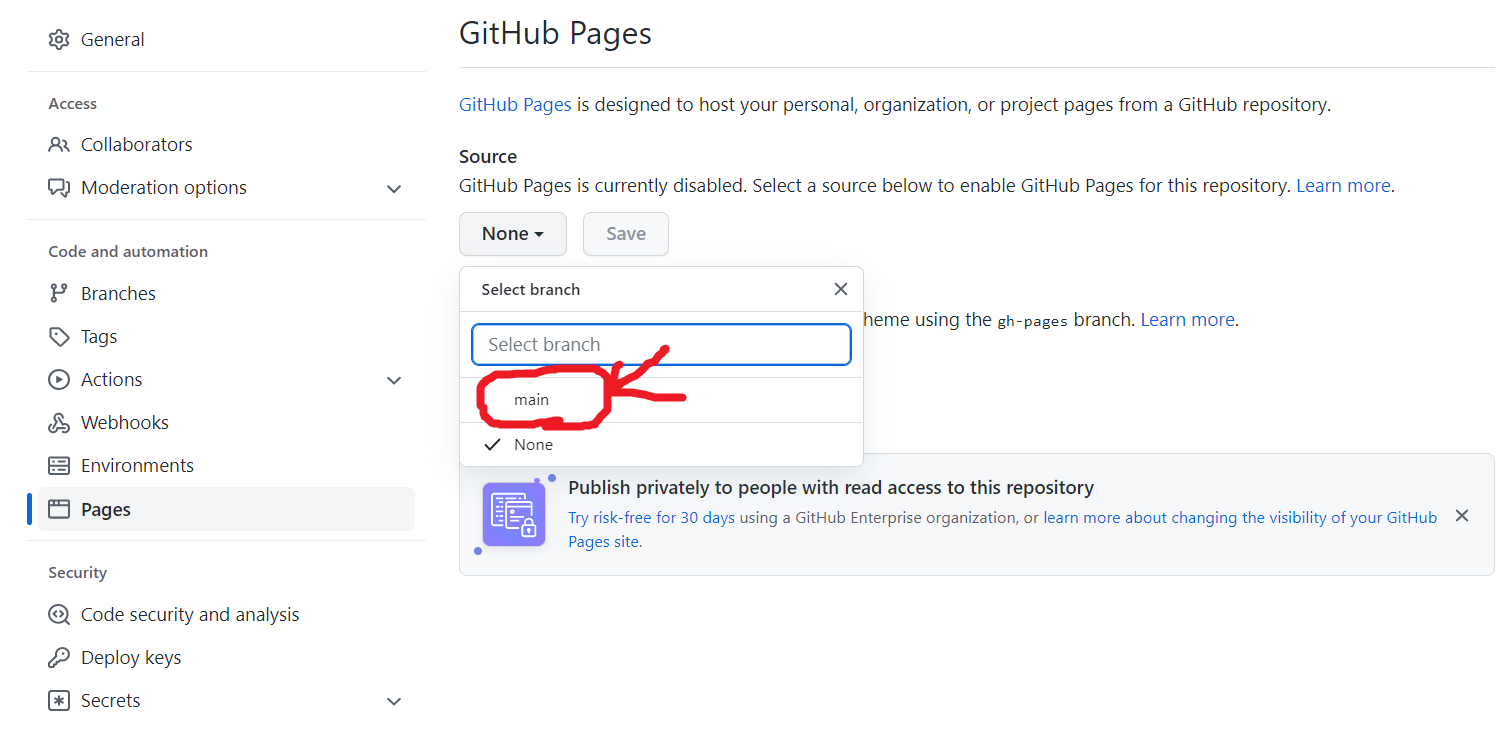 General
Access
Collaborators
Moderation options
Code and automation
Branches
Tags
Actions
Webhooks
Environments
Pages
Security
Code security and analysis
Deploy keys
Secrets
GitHub Pages
GitHub Pages is designed to host your personal, organization, or project pages from a GitHub repository.
Source
GitHub Pages is currently disabled. Select a source below to enable GitHub Pages for this repository. Learn more.
None
Save
Select branch
heme using the gh-pages branch. Learn more.
Select branch
main
None
Publish privately to people with read access to this repository
Try risk-free for 30 days using a GitHub Enterprise organization, or learn more about changing the visibility of your GitHub
Pages site.